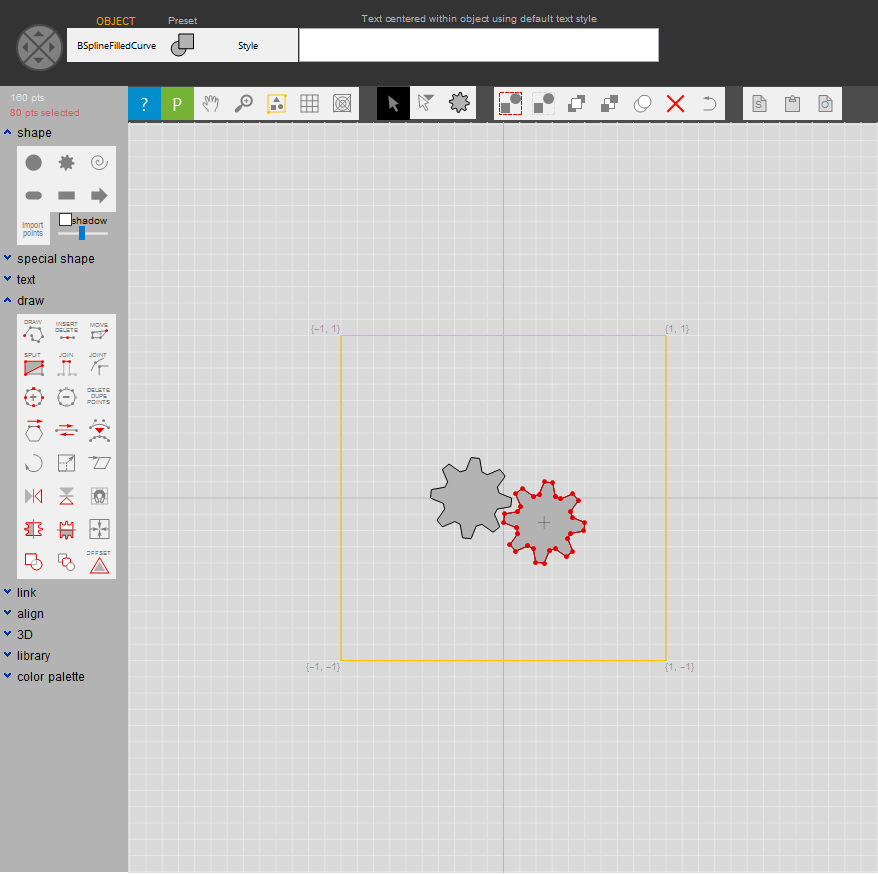 OBJECT
Preset
Text centered within object using default text style
BSplineFilledCurve
Style
160 pts
80 pts selected
?
P
S
shape
Import
points
shadow
special shape
text
draw
DRAW
INSERT
DELETE
MOVE
SPLIT
JOIN
JOINT
DELETE
DUPE
POINTS
OFFSET
link
align
3D
library
color palette
{-1, 1}
{1, 1}
{-1, -1}
{1, -1}